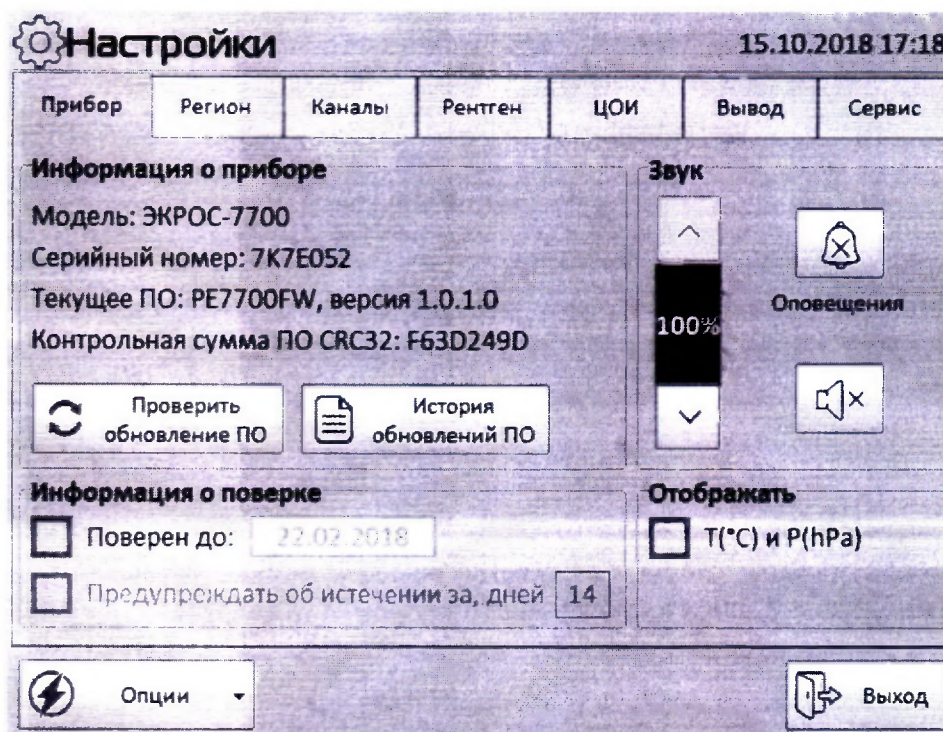 Настройки
15.10.2018 17:18
Прибор
Регион
Каналы
Рентген
ЦОИ
Вывод
Сервис
Информация о приборе
Модель: ЭКРОС-7700
Серийный номер: 7K7E052
Текущее ПО: PE7700FW, версия 1.0.1.0
Контрольная сумма ПО CRC32: F63D249D
Проверить
обновление ПО
История
обновлений ПО
Звук
100%
Оповещения
Информация о поверке
Поверен до: 22.02.2018
Предупреждать об истечении за, дней 14
Отображать
T(°C) и P(hPa)
Опции
Выход